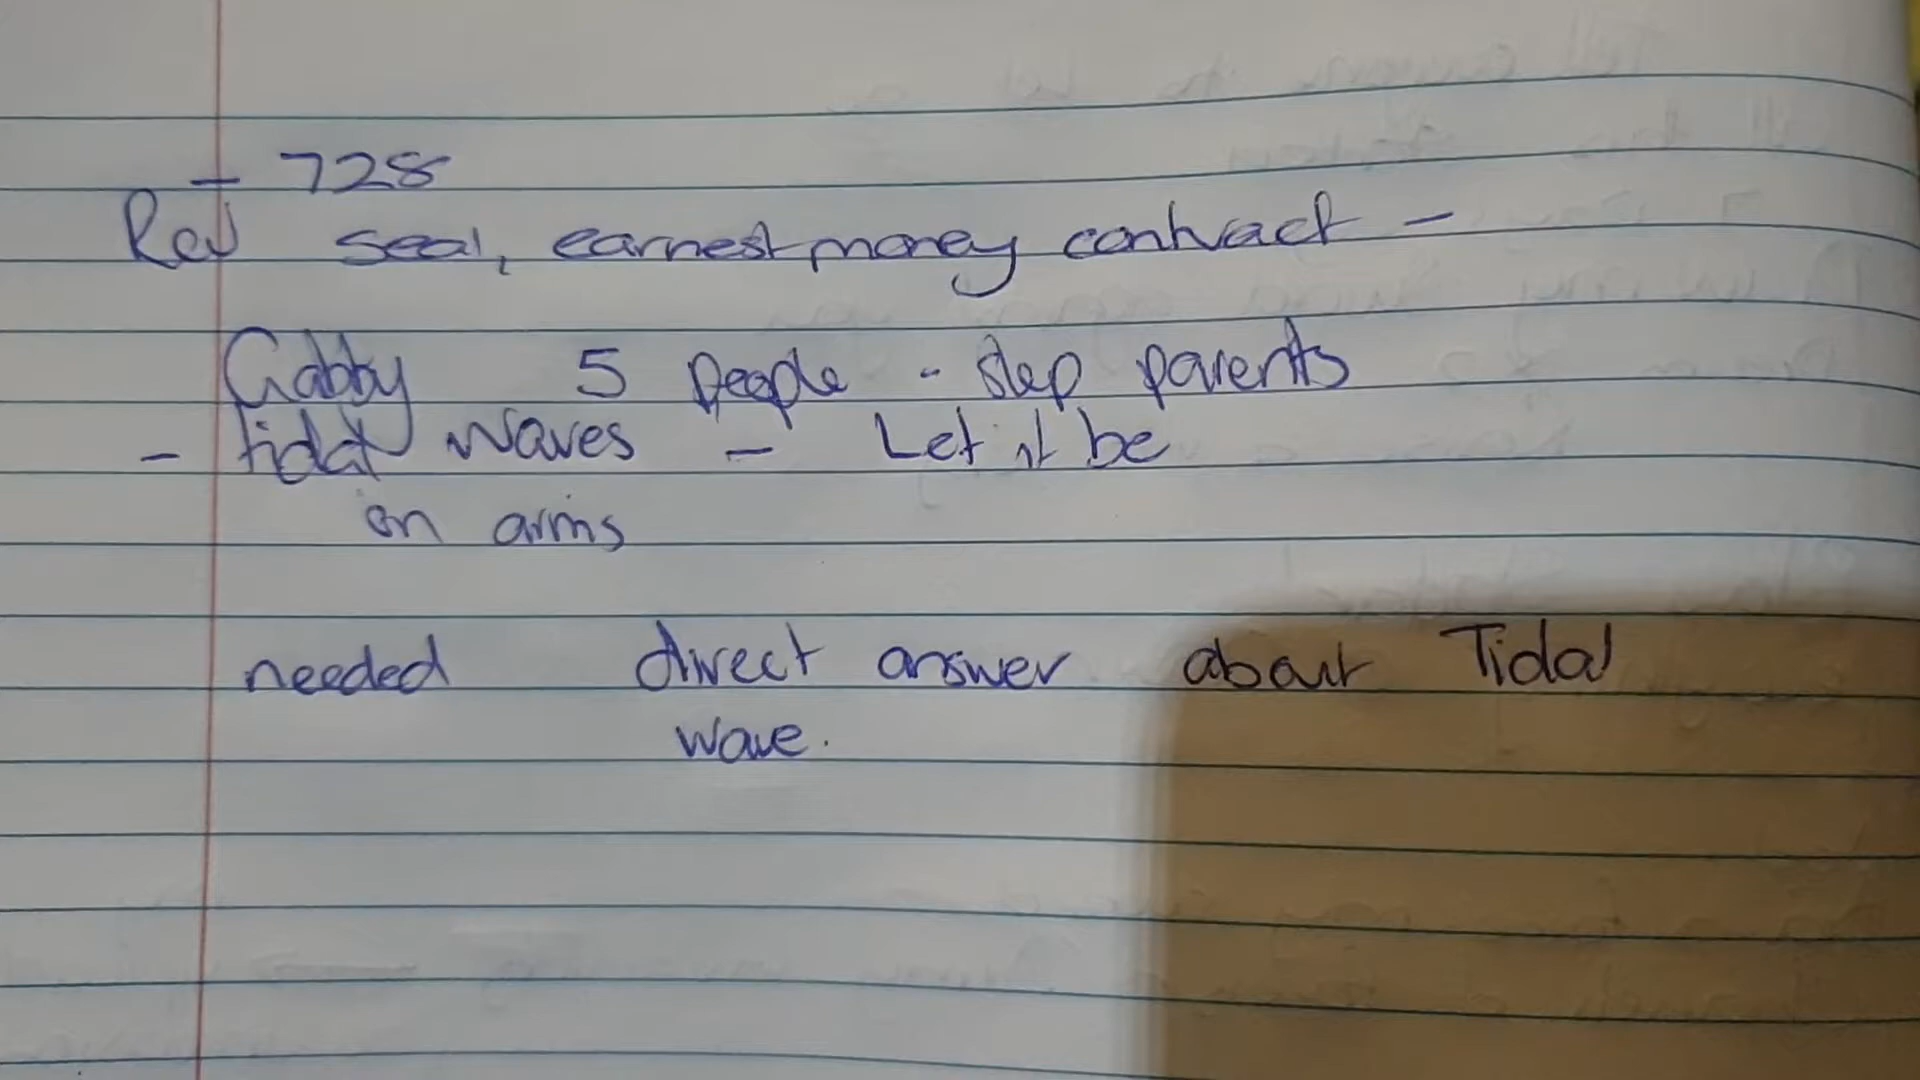 - 728
Rev seal, earnest money contract -
Gabby 5 people - step parents
- tidal waves - Let it be
on arms
needed direct answer about Tidal
wave.